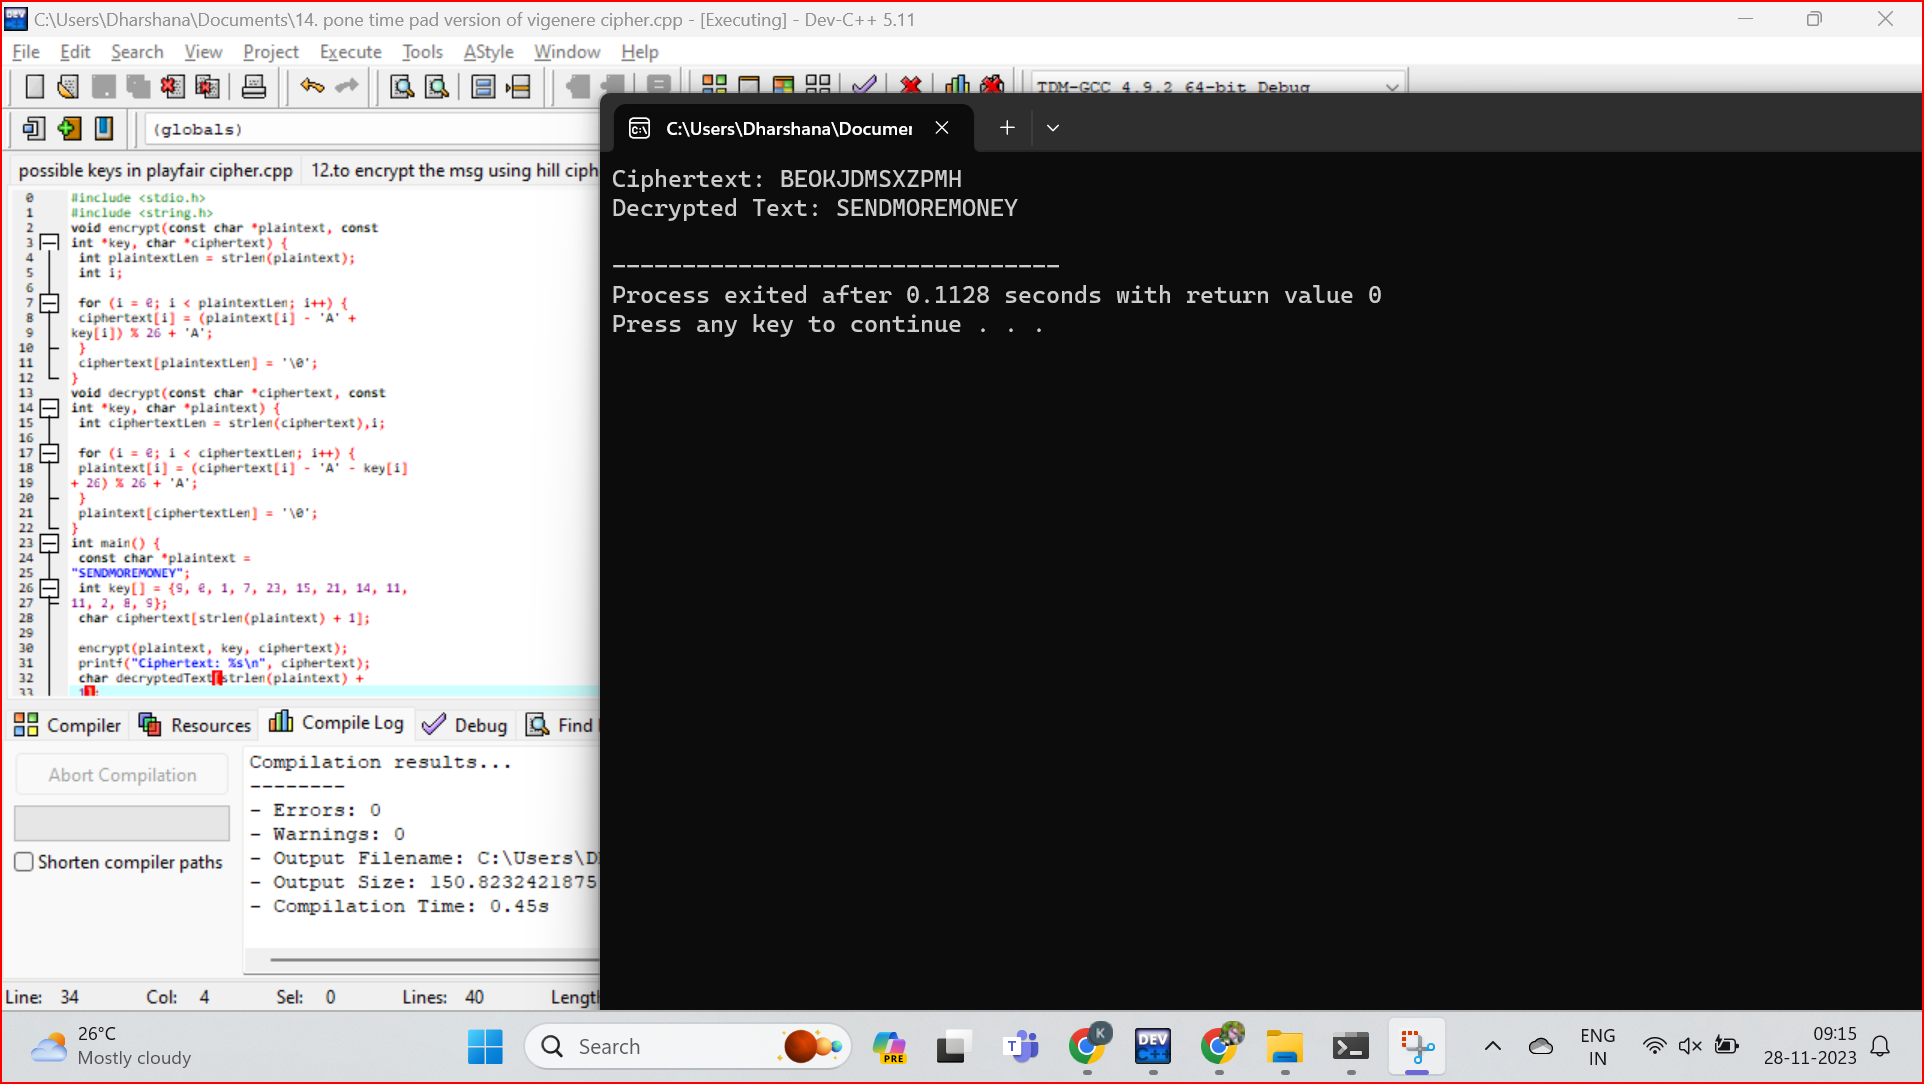 C:\Users\Dharshana\Documents\14. pone time pad version of vigenere cipher.cpp - [Executing] - Dev-C++ 5.11
File Edit Search View Project Execute Tools AStyle Window Help
TDM-GCC 4.9.2 64-bit Debug
(globals)
C:\Users\Dharshana\Documen
possible keys in playfair cipher.cpp 12.to encrypt the msg using hill ciph
0 #include <stdio.h>
1 #include <string.h>
2 void encrypt(const char *plaintext, const
3 int *key, char *ciphertext) {
4 int plaintextLen = strlen(plaintext);
5 int i;
6
7 for (i = 0; i < plaintextLen; i++) {
8 ciphertext[i] = (plaintext[i] - 'A' +
9 key[i]) % 26 + 'A';
10 }
11 ciphertext[plaintextLen] = '\0';
12 }
13 void decrypt(const char *ciphertext, const
14 int *key, char *plaintext) {
15 int ciphertextLen = strlen(ciphertext),i;
16
17 for (i = 0; i < ciphertextLen; i++) {
18 plaintext[i] = (ciphertext[i] - 'A' - key[i]
19 + 26) % 26 + 'A';
20 }
21 plaintext[ciphertextLen] = '\0';
22 }
23 int main() {
24 const char *plaintext =
25 "SENDMOREMONEY";
26 int key[] = {9, 0, 1, 7, 23, 15, 21, 14, 11,
27 11, 2, 8, 9};
28 char ciphertext[strlen(plaintext) + 1];
29
30 encrypt(plaintext, key, ciphertext);
31 printf("Ciphertext: %s\n", ciphertext);
32 char decryptedText[strlen(plaintext) +
33 1];
Ciphertext: BEOKJDMSXZPMH
Decrypted Text: SENDMOREMONEY
--------------------------------
Process exited after 0.1128 seconds with return value 0
Press any key to continue . . .
Compiler Resources Compile Log Debug Find
Abort Compilation
Shorten compiler paths
Compilation results...
--------
- Errors: 0
- Warnings: 0
- Output Filename: C:\Users\D
- Output Size: 150.8232421875
- Compilation Time: 0.45s
Line: 34 Col: 4 Sel: 0 Lines: 40 Length
26°C
Mostly cloudy
Search
PRE
T
K
DEV
C++
ENG
IN
09:15
28-11-2023